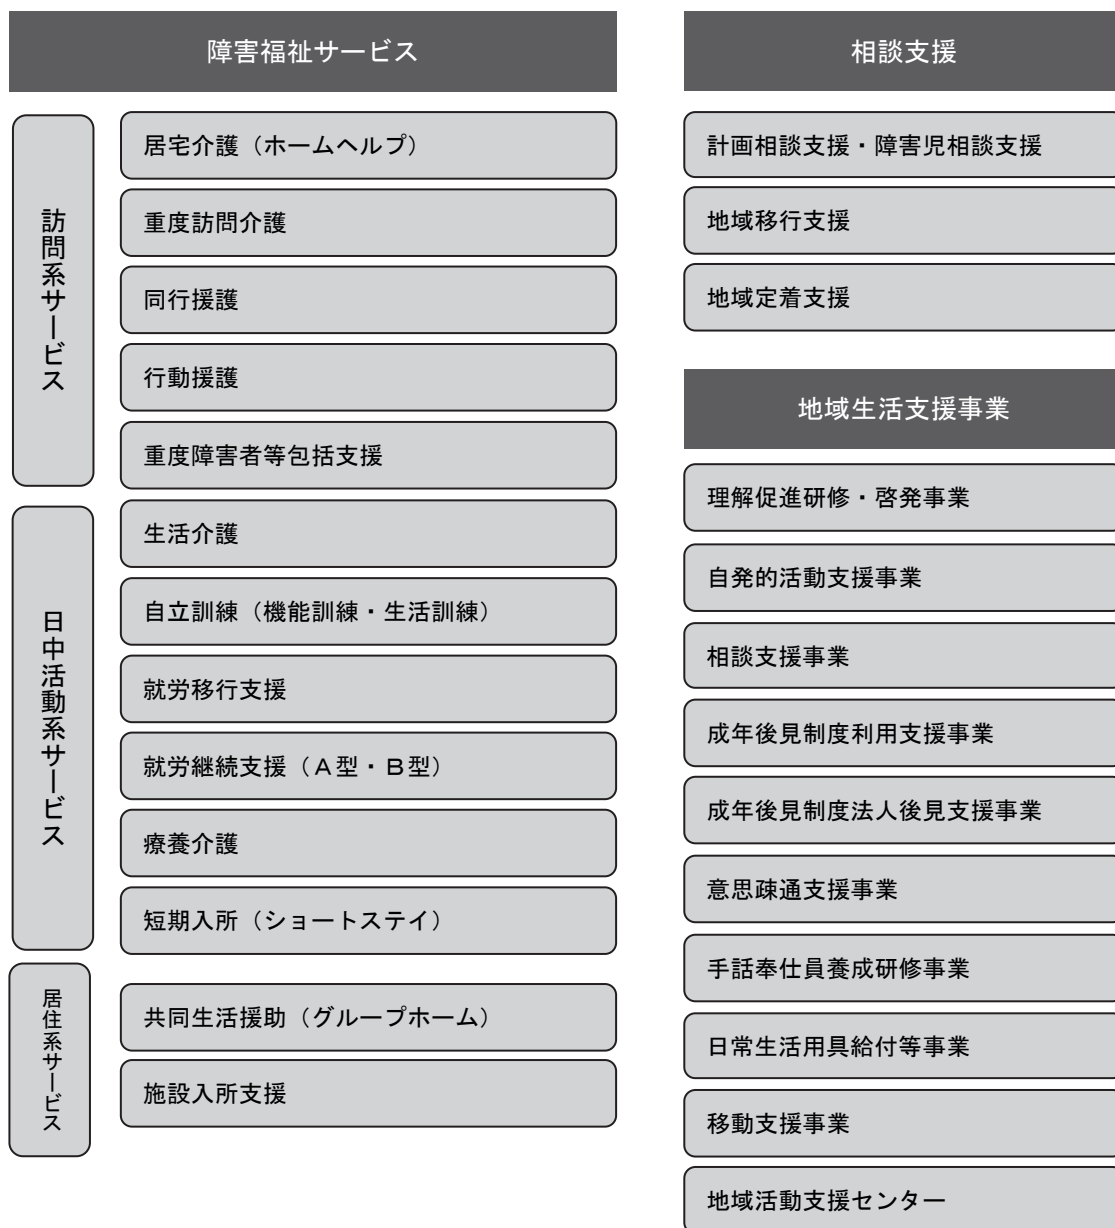 障害福祉サービス
訪問系サービス
居宅介護（ホームヘルプ）
重度訪問介護
同行援護
行動援護
重度障害者等包括支援
日中活動系サービス
生活介護
自立訓練（機能訓練・生活訓練）
就労移行支援
就労継続支援（Ａ型・Ｂ型）
療養介護
短期入所（ショートステイ）
居住系サービス
共同生活援助（グループホーム）
施設入所支援
相談支援
計画相談支援・障害児相談支援
地域移行支援
地域定着支援
地域生活支援事業
理解促進研修・啓発事業
自発的活動支援事業
相談支援事業
成年後見制度利用支援事業
成年後見制度法人後見支援事業
意思疎通支援事業
手話奉仕員養成研修事業
日常生活用具給付等事業
移動支援事業
地域活動支援センター